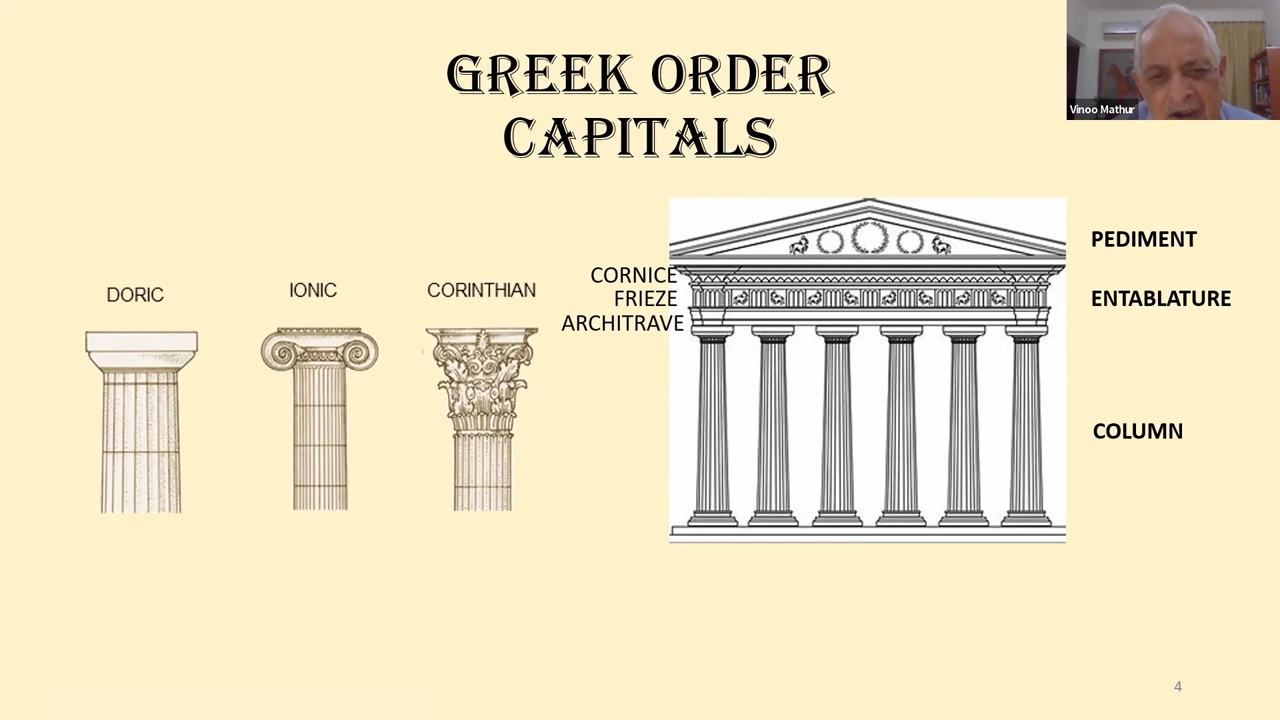 GREEK ORDER
CAPITALS
Vinoo Mathur
DORIC
IONIC
CORINTHIAN
CORNICE
FRIEZE
ARCHITRAVE
PEDIMENT
ENTABLATURE
COLUMN
4